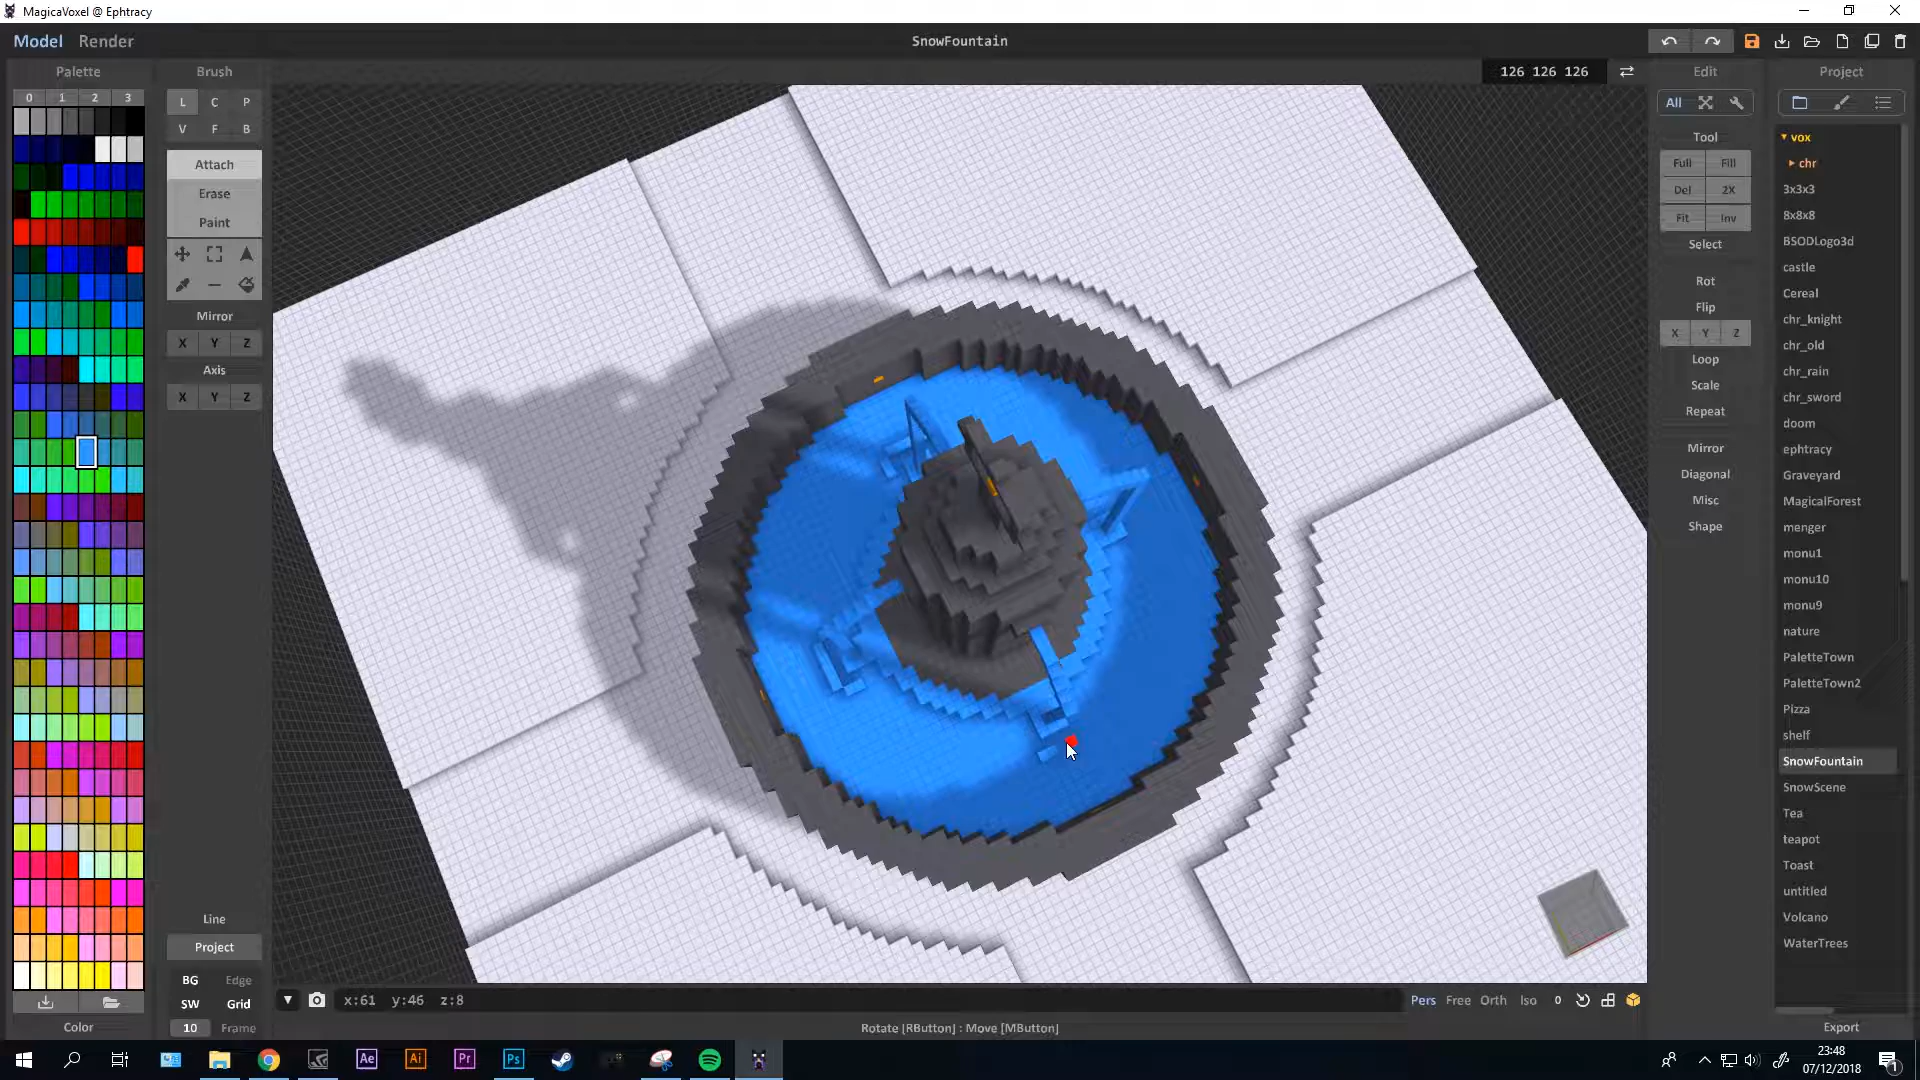 MagicaVoxel @ Ephtracy
Model Render
SnowFountain
Palette
Brush
126 126 126
Edit
Project
0 1 2 3
L C P
V F B
All
Attach
Erase
Paint
Mirror
X Y Z
Axis
X Y Z
Line
Project
BG Edge
SW Grid
10 Frame
Color
Tool
Full Fill
Del 2X
Fit Inv
Select
Rot
Flip
X Y Z
Loop
Scale
Repeat
Mirror
Diagonal
Misc
Shape
vox
chr
3x3x3
8x8x8
BSODLogo3d
castle
Cereal
chr_knight
chr_old
chr_rain
chr_sword
doom
ephtracy
Graveyard
MagicalForest
menger
monu1
monu10
monu9
nature
PaletteTown
PaletteTown2
Pizza
shelf
SnowFountain
SnowScene
Tea
teapot
Toast
untitled
Volcano
WaterTrees
x:61 y:46 z:8
Pers Free Orth Iso 0
Rotate [RButton] : Move [MButton]
Export
Ae Ai Pr Ps
23:48
07/12/2018
1